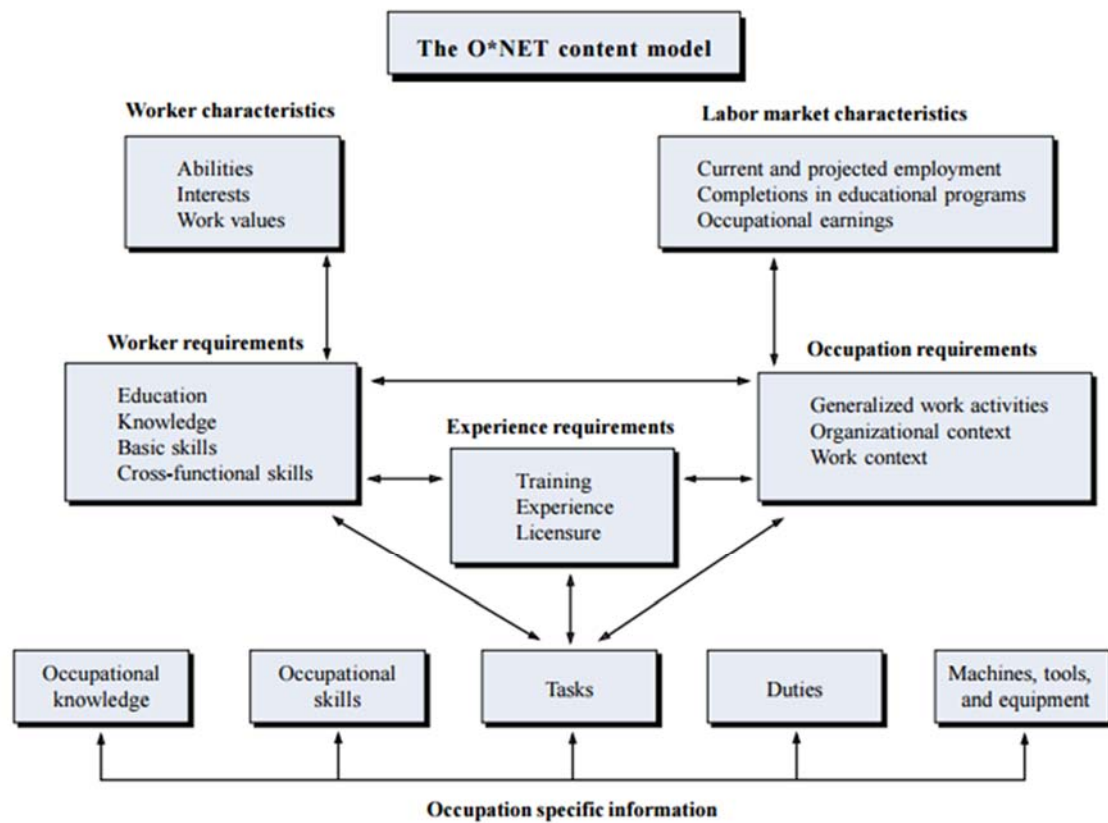 The O*NET content model
Worker characteristics
Abilities
Interests
Work values
Labor market characteristics
Current and projected employment
Completions in educational programs
Occupational earnings
Worker requirements
Education
Knowledge
Basic skills
Cross-functional skills
Experience requirements
Training
Experience
Licensure
Occupation requirements
Generalized work activities
Organizational context
Work context
Occupational
knowledge
Occupational
skills
Tasks
Duties
Machines, tools,
and equipment
Occupation specific information